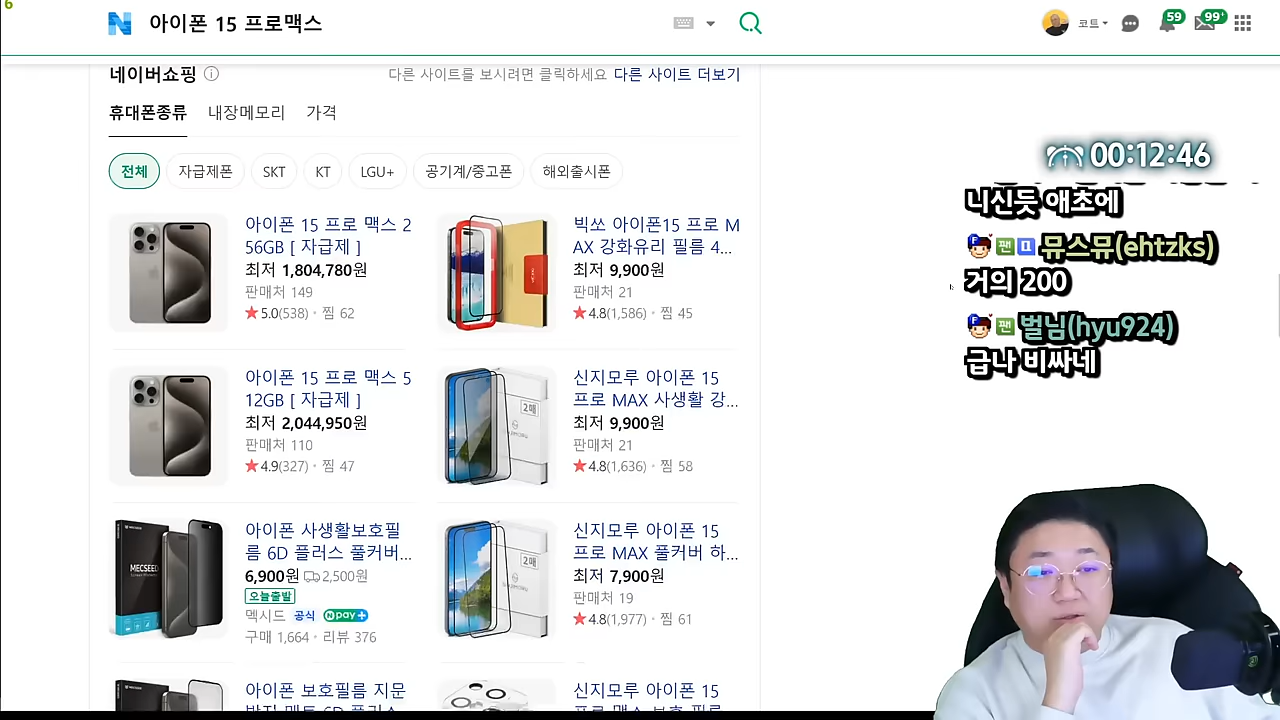 6
N 아이폰 15 프로맥스
코트
59
99+
네이버쇼핑
다른 사이트를 보시려면 클릭하세요 다른 사이트 더보기
휴대폰종류 내장메모리 가격
전체 자급제폰 SKT KT LGU+ 공기계/중고폰 해외출시폰
아이폰 15 프로 맥스 2
56GB [ 자급제 ]
최저 1,804,780원
판매처 149
★5.0(538) · 찜 62
빅쏘 아이폰15 프로 M
AX 강화유리 필름 4...
최저 9,900원
판매처 21
★4.8(1,586) · 찜 45
아이폰 15 프로 맥스 5
12GB [ 자급제 ]
최저 2,044,950원
판매처 110
★4.9(327) · 찜 47
2매
신지모루 아이폰 15
프로 MAX 사생활 강...
최저 9,900원
판매처 21
★4.8(1,636) · 찜 58
MECSEED
아이폰 사생활보호필
름 6D 플러스 풀커버...
6,900원 2,500원
오늘출발
멕시드 공식 N pay+
구매 1,664 · 리뷰 376
2매
신지모루 아이폰 15
프로 MAX 풀커버 하...
최저 7,900원
판매처 19
★4.8(1,977) · 찜 61
아이폰 보호필름 지문
신지모루 아이폰 15
00:12:46
니신듯 애초에
팬 뮤스뮤(ehtzks)
거의 200
팬 벌님(hyu924)
급나 비싸네